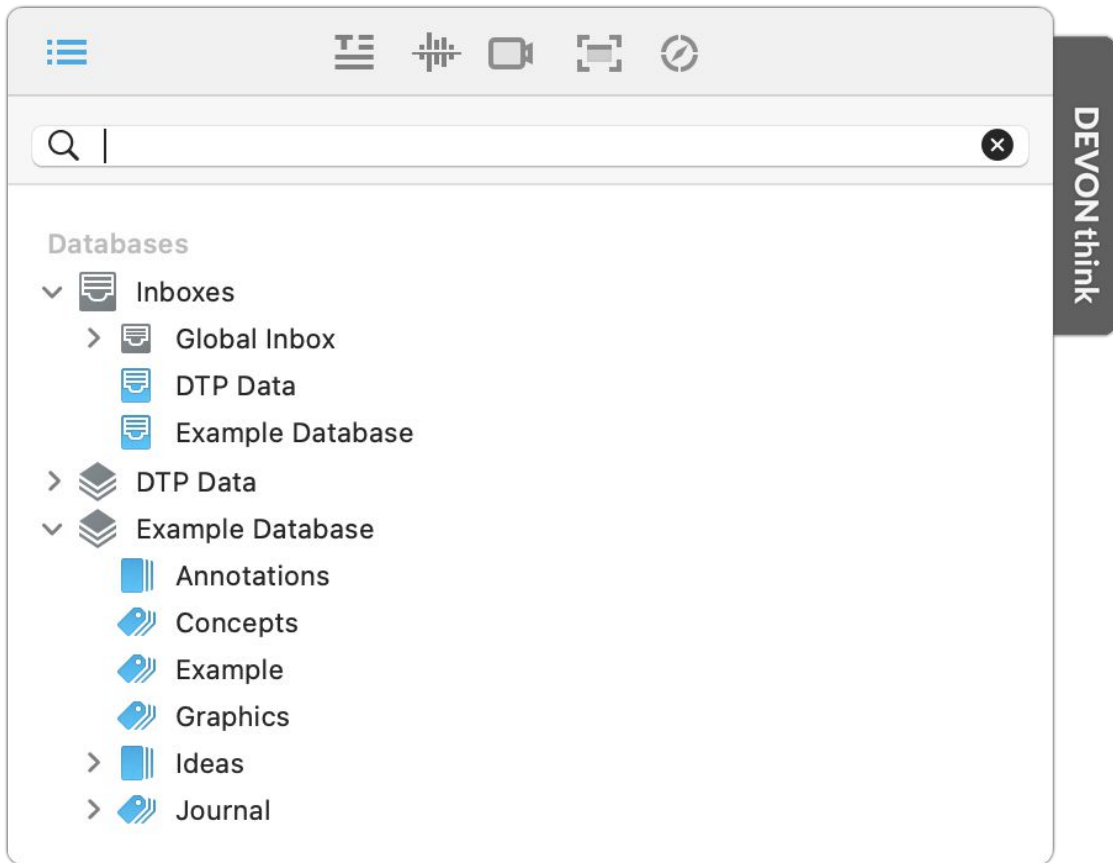 DEVONthink
Databases
Inboxes
Global Inbox
DTP Data
Example Database
DTP Data
Example Database
Annotations
Concepts
Example
Graphics
Ideas
Journal